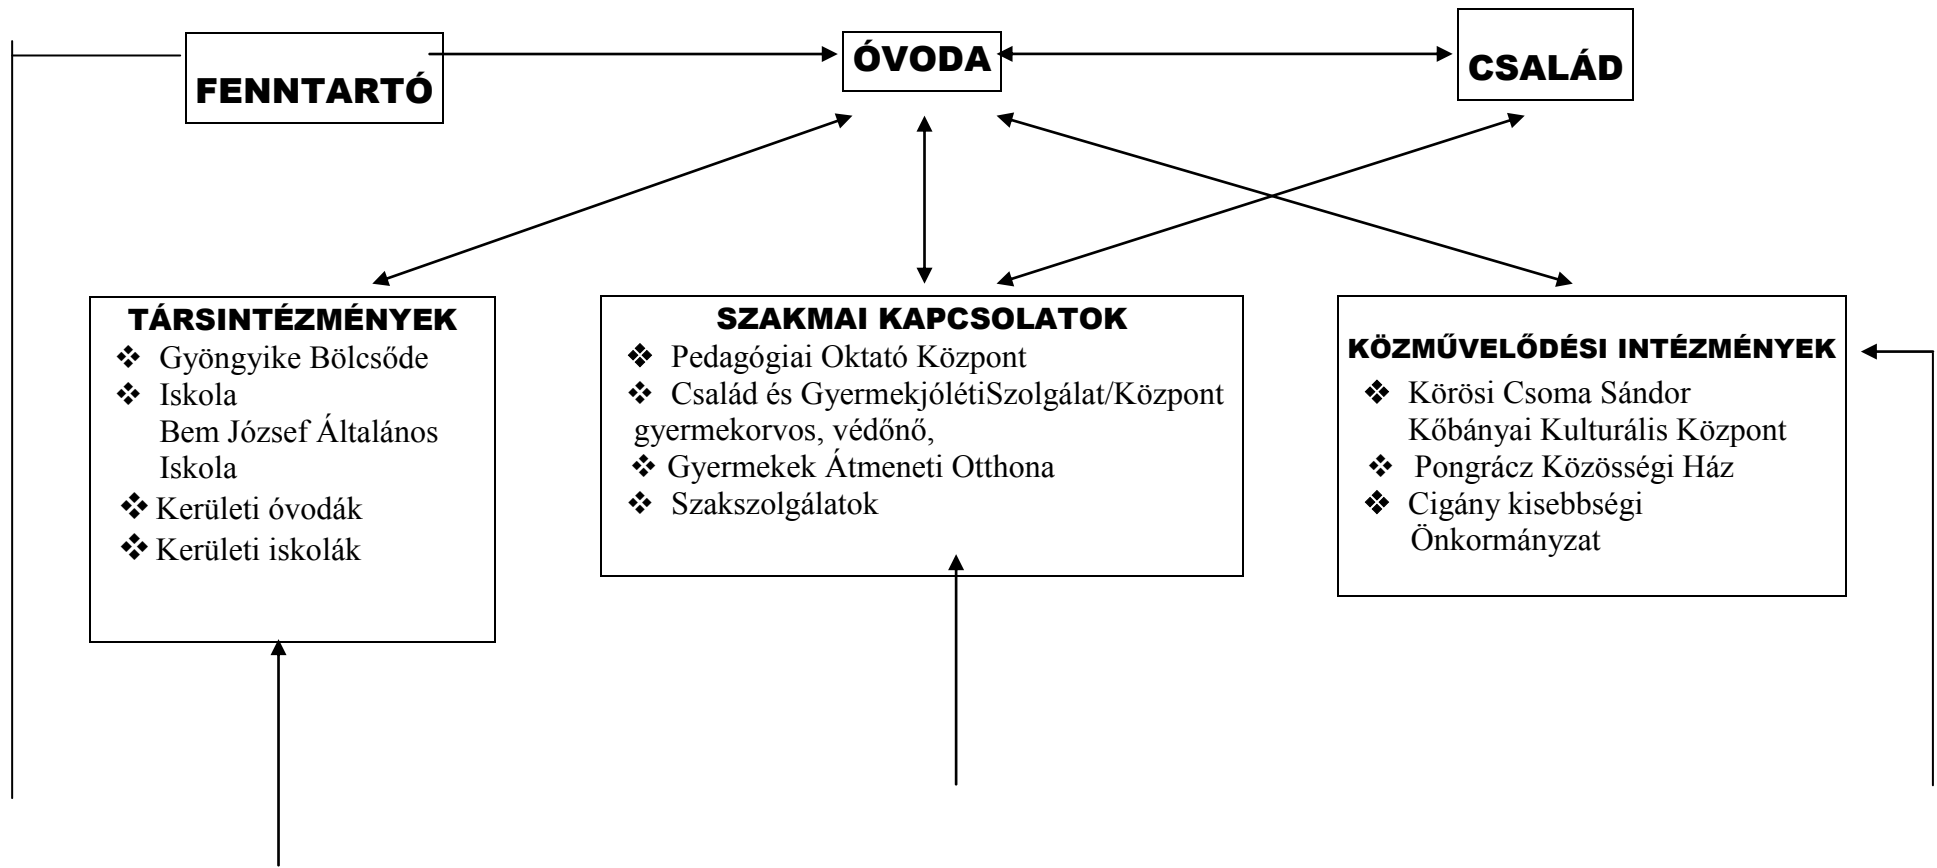 FENNTARTÓ
ÓVODA
CSALÁD
TÁRSINTÉZMÉNYEK
❖ Gyöngyike Bölcsőde
❖ Iskola
Bem József Általános
Iskola
❖ Kerületi óvodák
❖ Kerületi iskolák
SZAKMAI KAPCSOLATOK
❖ Pedagógiai Oktató Központ
❖ Család és GyermekjólétiSzolgálat/Központ
gyermekorvos, védőnő,
❖ Gyermekek Átmeneti Otthona
❖ Szakszolgálatok
KÖZMŰVELŐDÉSI INTÉZMÉNYEK
❖ Körösi Csoma Sándor
Kőbányai Kulturális Központ
❖ Pongrácz Közösségi Ház
❖ Cigány kisebbségi
Önkormányzat